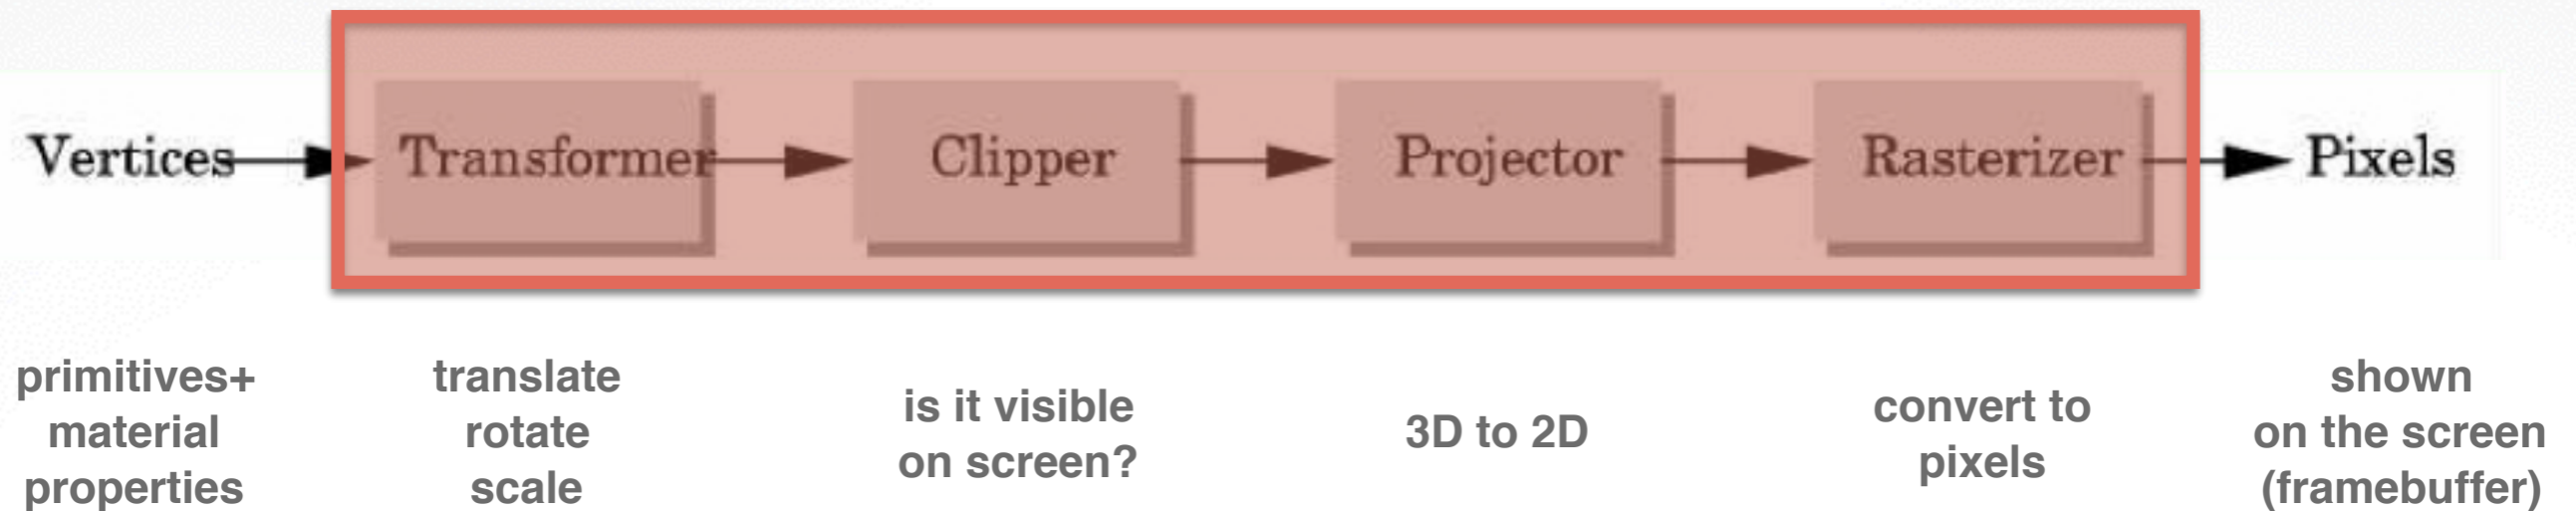 Vertices
Transformer
Clipper
Projector
Rasterizer
Pixels
primitives+
material
properties
translate
rotate
scale
is it visible
on screen?
3D to 2D
convert to
pixels
shown
on the screen
(framebuffer)